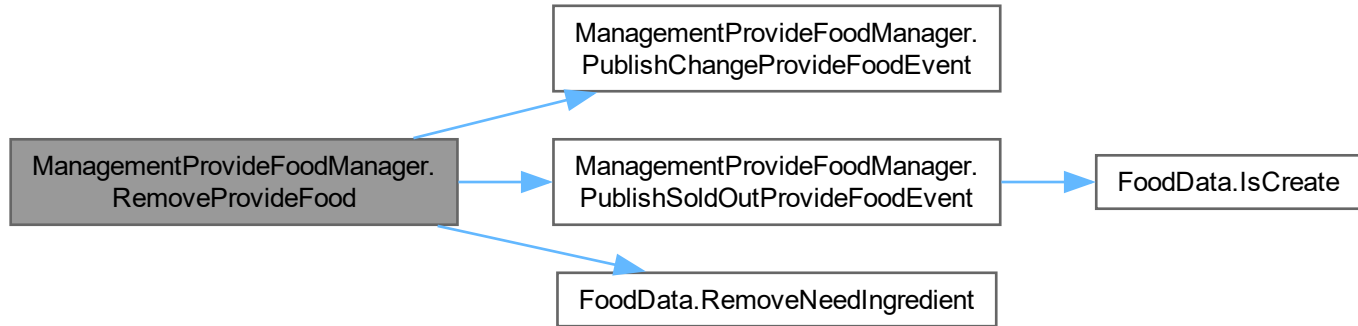 ManagementProvideFoodManager.
RemoveProvideFood
ManagementProvideFoodManager.
PublishChangeProvideFoodEvent
ManagementProvideFoodManager.
PublishSoldOutProvideFoodEvent
FoodData.IsCreate
FoodData.RemoveNeedIngredient